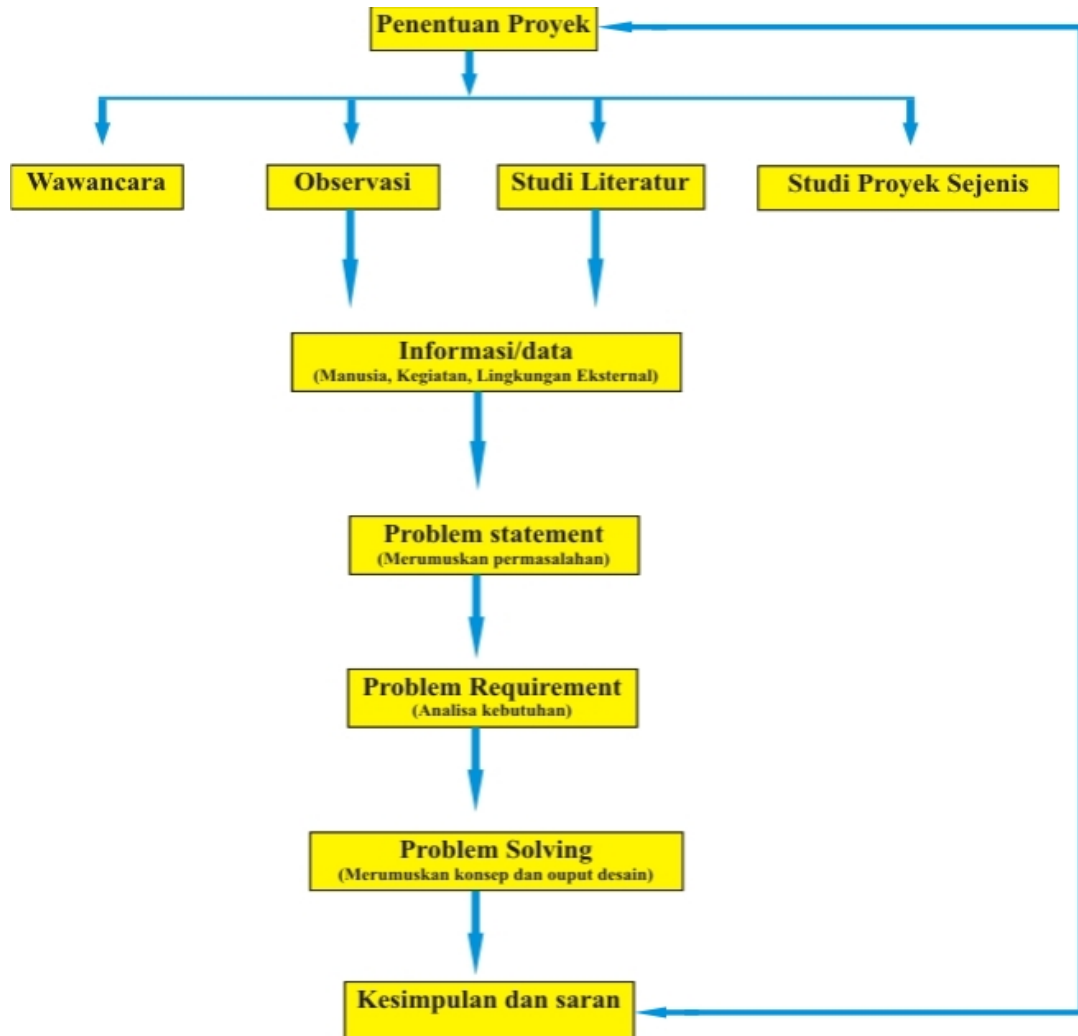 Penentuan Proyek
Wawancara
Observasi
Studi Literatur
Studi Proyek Sejenis
Informasi/data
(Manusia, Kegiatan, Lingkungan Eksternal)
Problem statement
(Merumuskan permasalahan)
Problem Requirement
(Analisa kebutuhan)
Problem Solving
(Merumuskan konsep dan ouput desain)
Kesimpulan dan saran